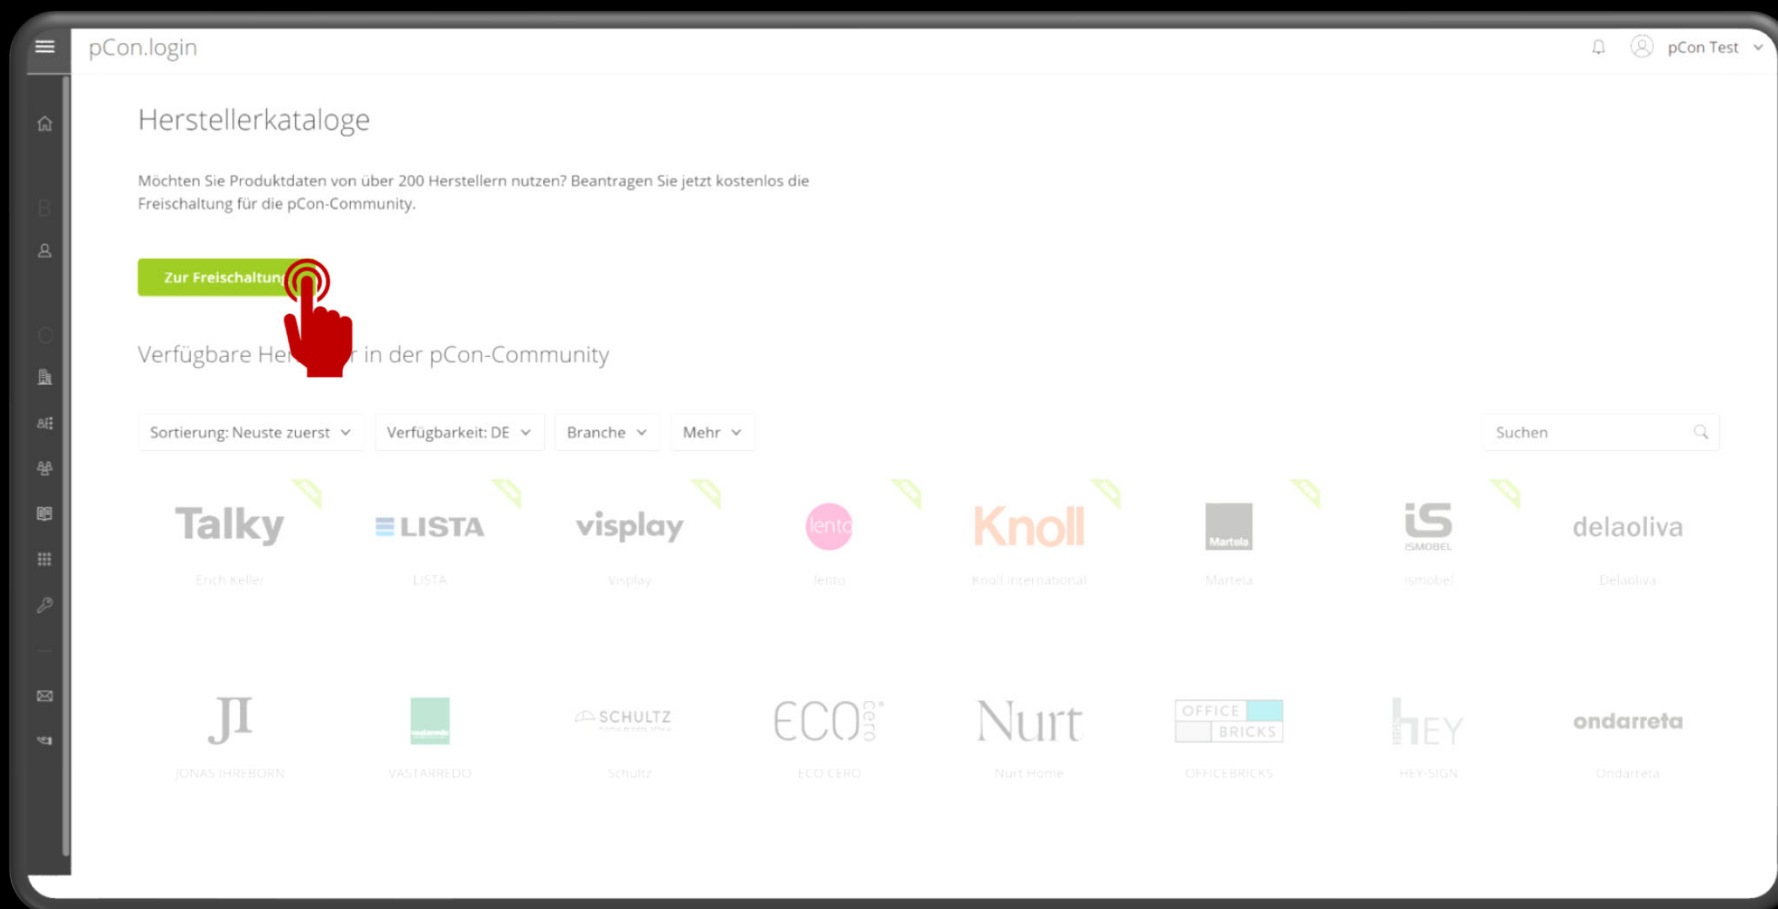 pCon.login
pCon Test
Herstellerkataloge
Möchten Sie Produktdaten von über 200 Herstellern nutzen? Beantragen Sie jetzt kostenlos die
Freischaltung für die pCon-Community.
B
Zur Freischaltung
O
Verfügbare Her r in der pCon-Community
Sortierung: Neuste zuerst
Verfügbarkeit: DE
Branche
Mehr
Suchen
Talky
LISTA
visplay
lento
Knoll
Martela
iS
ISMOBEL
delaoliva
Erich Keller
LISTA
Visplay
lento
Knoll International
Martela
Ismobel
Delaoliva
JI
SCHULTZ
ECO cero
Nurt
OFFICE
BRICKS
HEY
ondarreta
JONAS IHREBORN
VASTARREDO
Schultz
ECO CERO
Nurt Home
OFFICEBRICKS
HEY-SIGN
Ondarreta